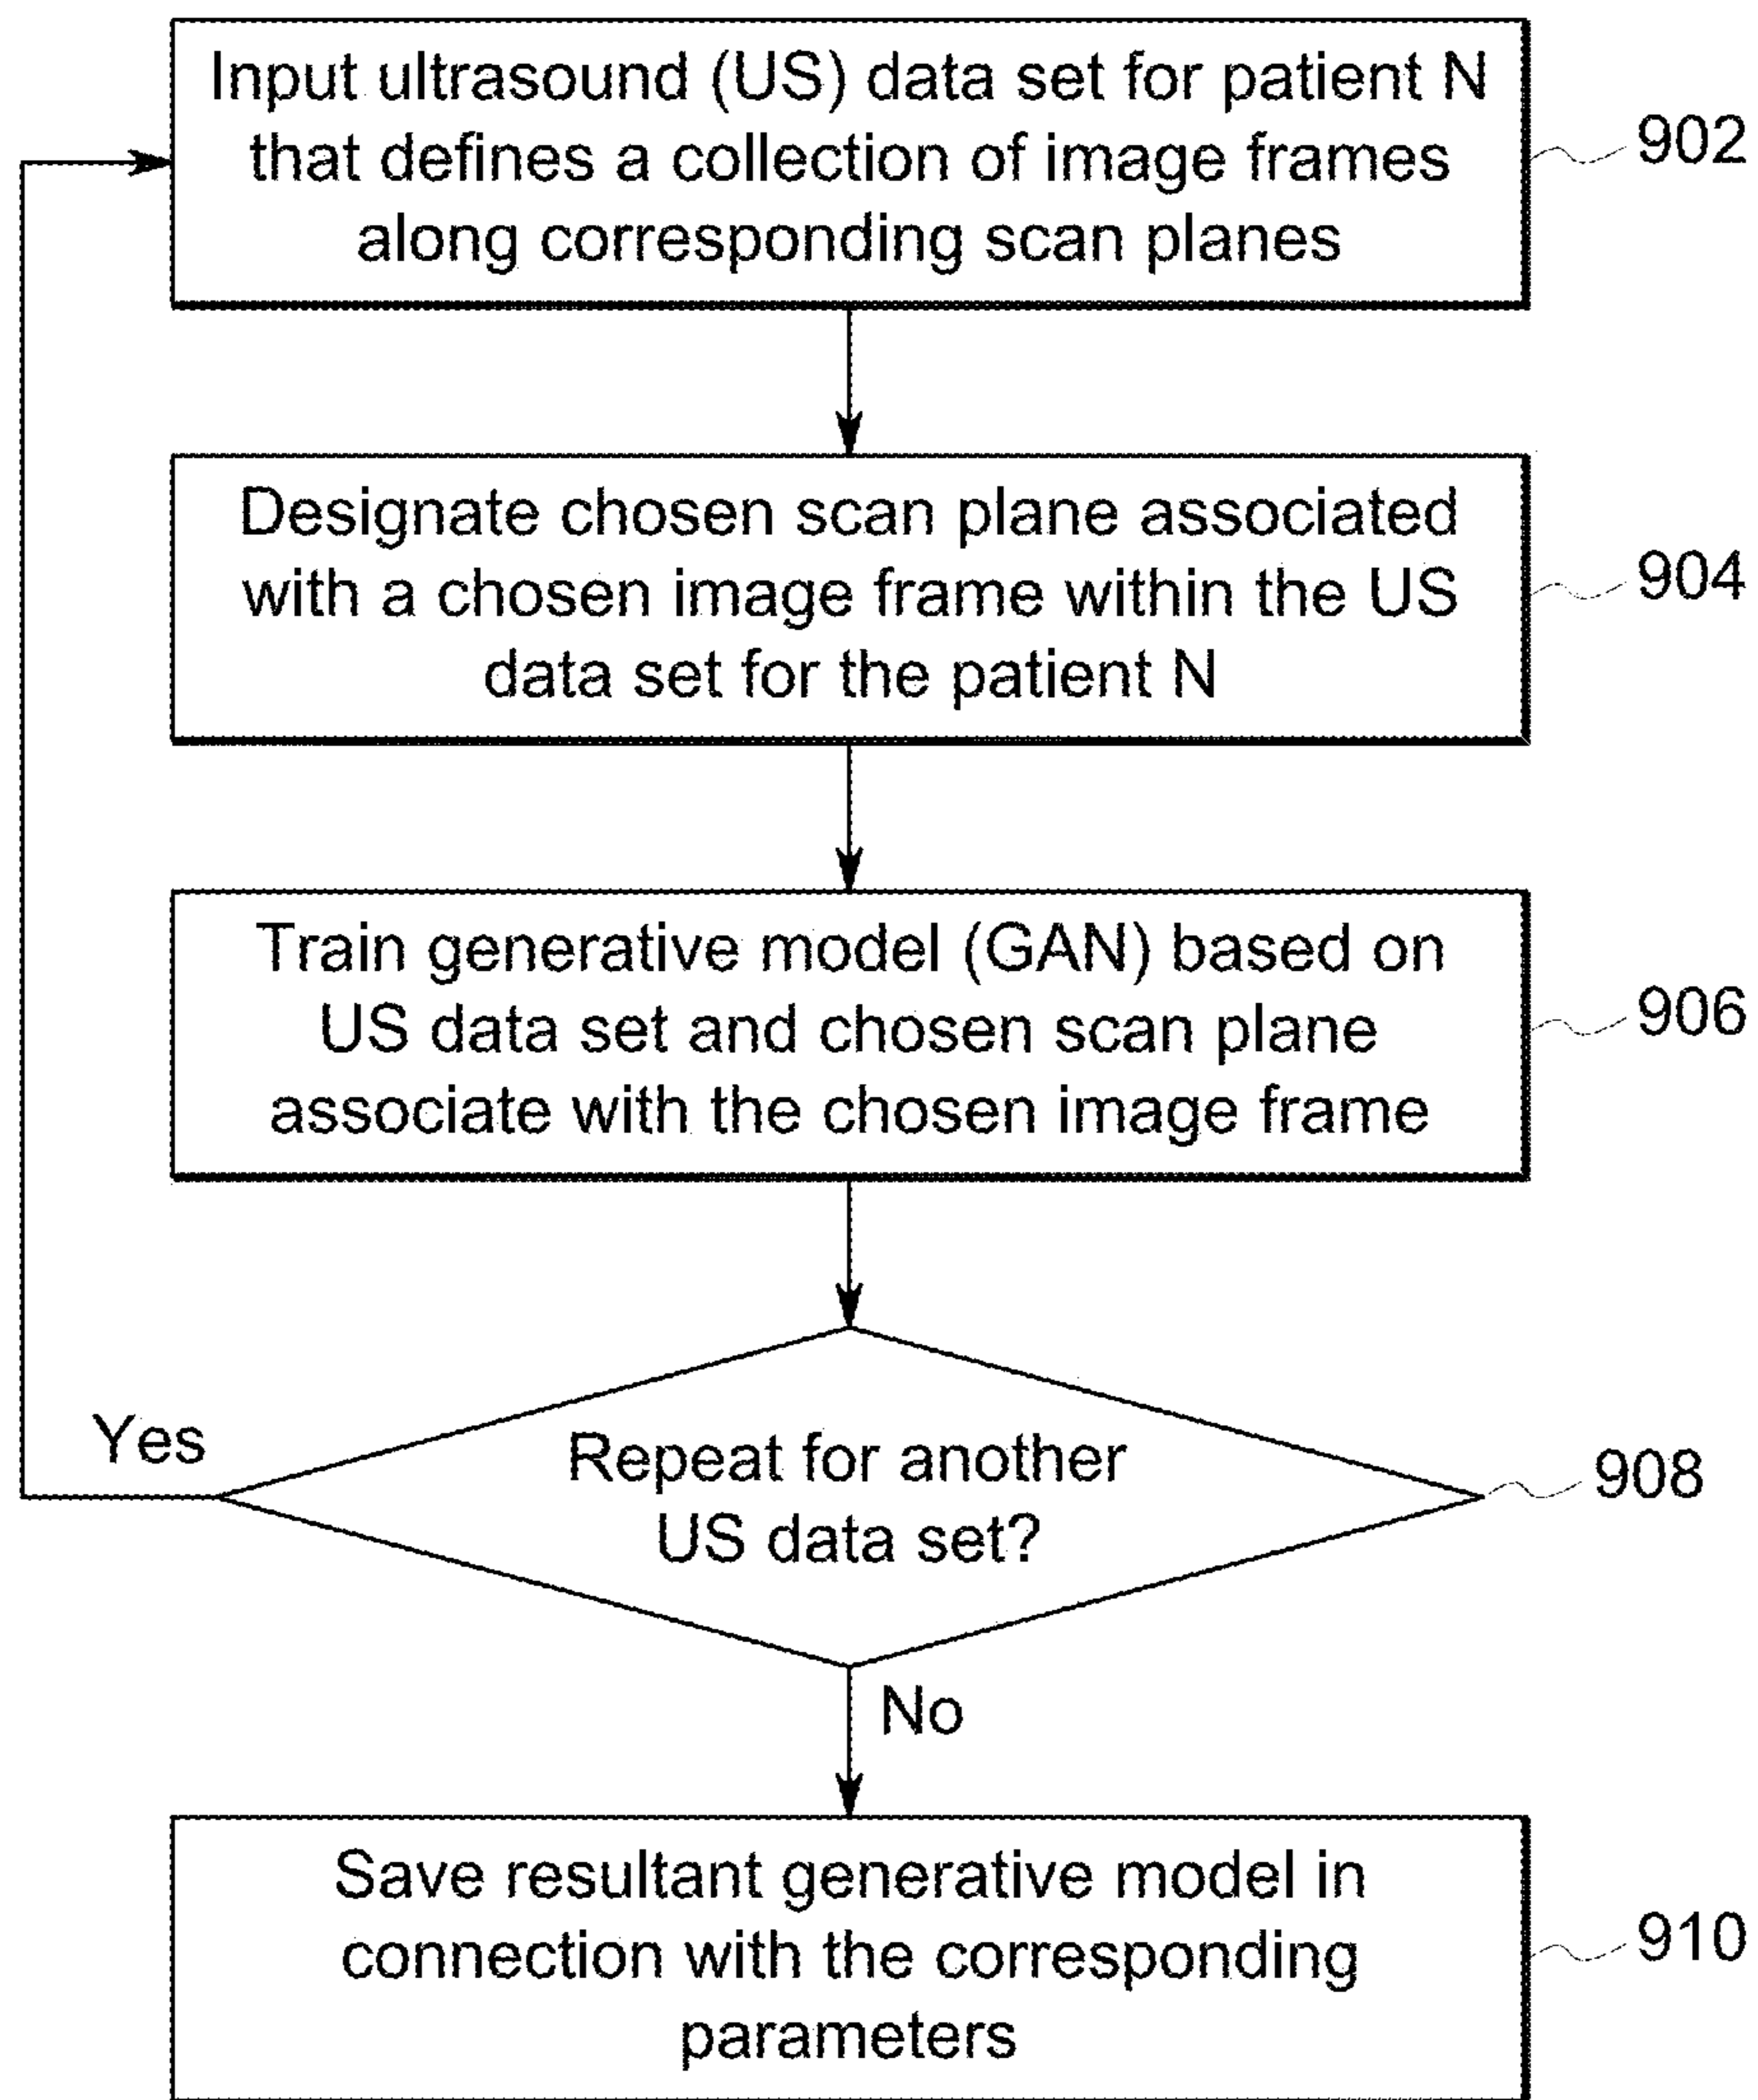 Input ultrasound (US) data set for patient N
that defines a collection of image frames
along corresponding scan planes
902
Designate chosen scan plane associated
with a chosen image frame within the US
data set for the patient N
904
Train generative model (GAN) based on
US data set and chosen scan plane
associate with the chosen image frame
906
Yes
Repeat for another
US data set?
908
No
Save resultant generative model in
connection with the corresponding
parameters
910